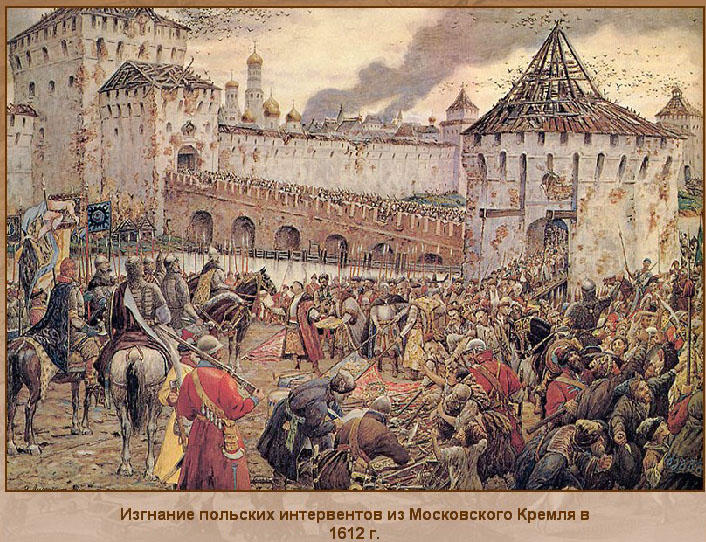 Изгнание польских интервентов из Московского Кремля в
1612 г.